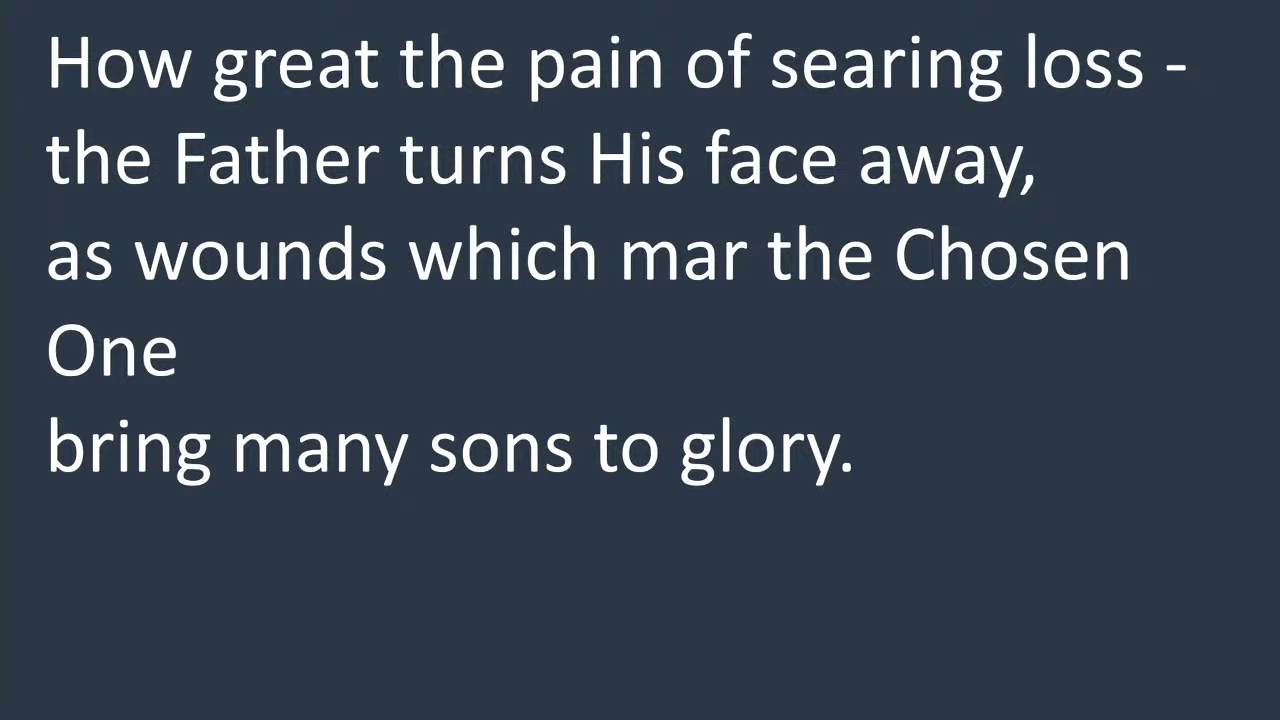 How great the pain of searing loss -
the Father turns His face away,
as wounds which mar the Chosen
One
bring many sons to glory.